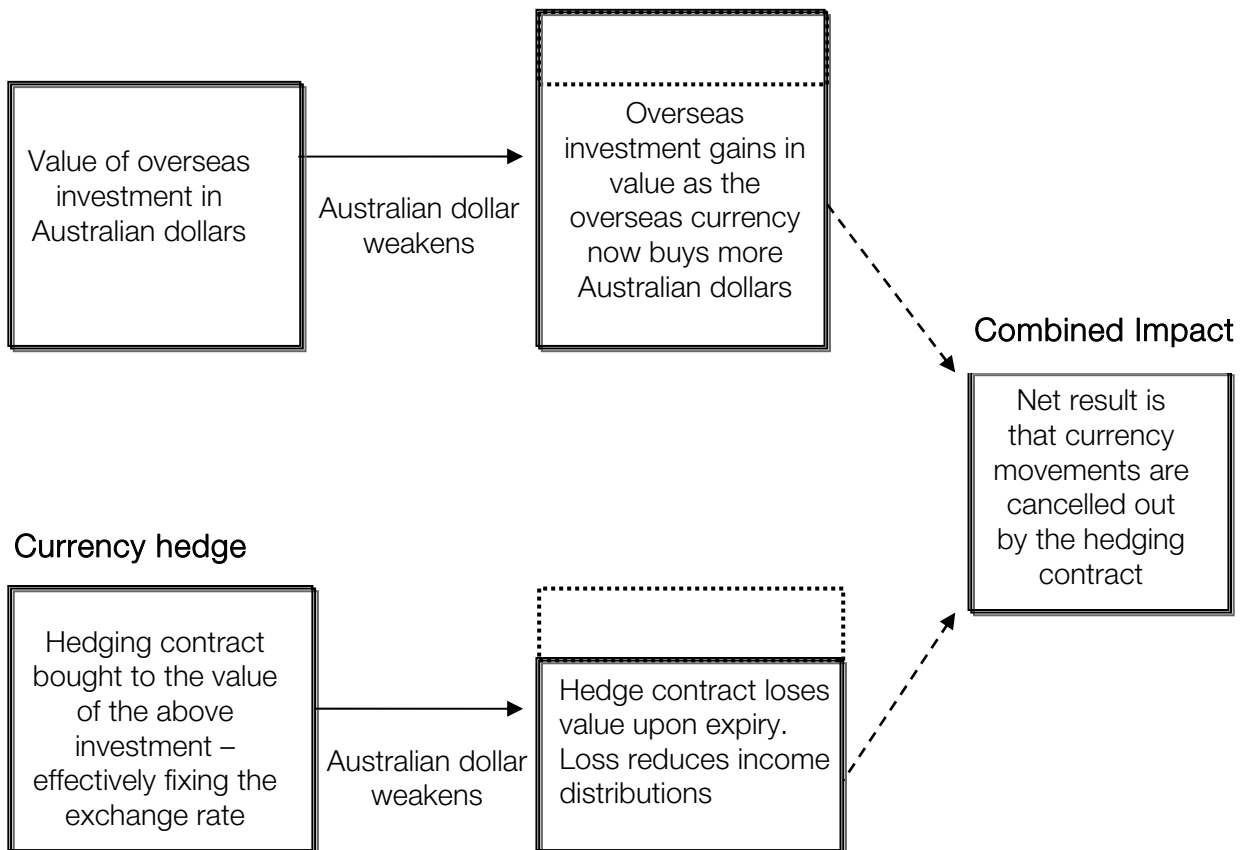 Value of overseas
investment in
Australian dollars
Australian dollar
weakens
Overseas
investment gains in
value as the
overseas currency
now buys more
Australian dollars
Combined Impact
Net result is
that currency
movements are
cancelled out
by the hedging
contract
Currency hedge
Hedging contract
bought to the value
of the above
investment –
effectively fixing the
exchange rate
Australian dollar
weakens
Hedge contract loses
value upon expiry.
Loss reduces income
distributions